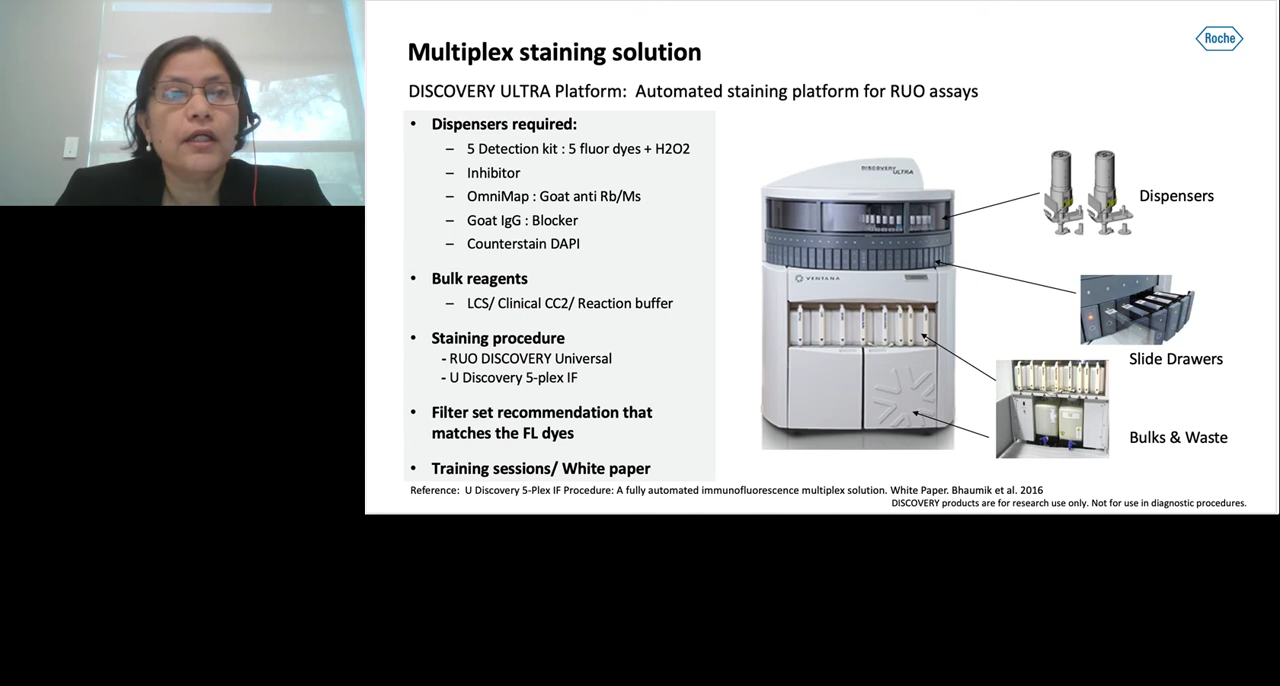 Roche
Multiplex staining solution
DISCOVERY ULTRA Platform: Automated staining platform for RUO assays
• Dispensers required:
– 5 Detection kit : 5 fluor dyes + H2O2
– Inhibitor
– OmniMap : Goat anti Rb/Ms
– Goat IgG : Blocker
– Counterstain DAPI
• Bulk reagents
– LCS/ Clinical CC2/ Reaction buffer
• Staining procedure
- RUO DISCOVERY Universal
- U Discovery 5-plex IF
• Filter set recommendation that
matches the FL dyes
• Training sessions/ White paper
DISCOVERY
ULTRA
VENTANA
Dispensers
Slide Drawers
Bulks & Waste
Reference: U Discovery 5-Plex IF Procedure: A fully automated immunofluorescence multiplex solution. White Paper. Bhaumik et al. 2016
DISCOVERY products are for research use only. Not for use in diagnostic procedures.